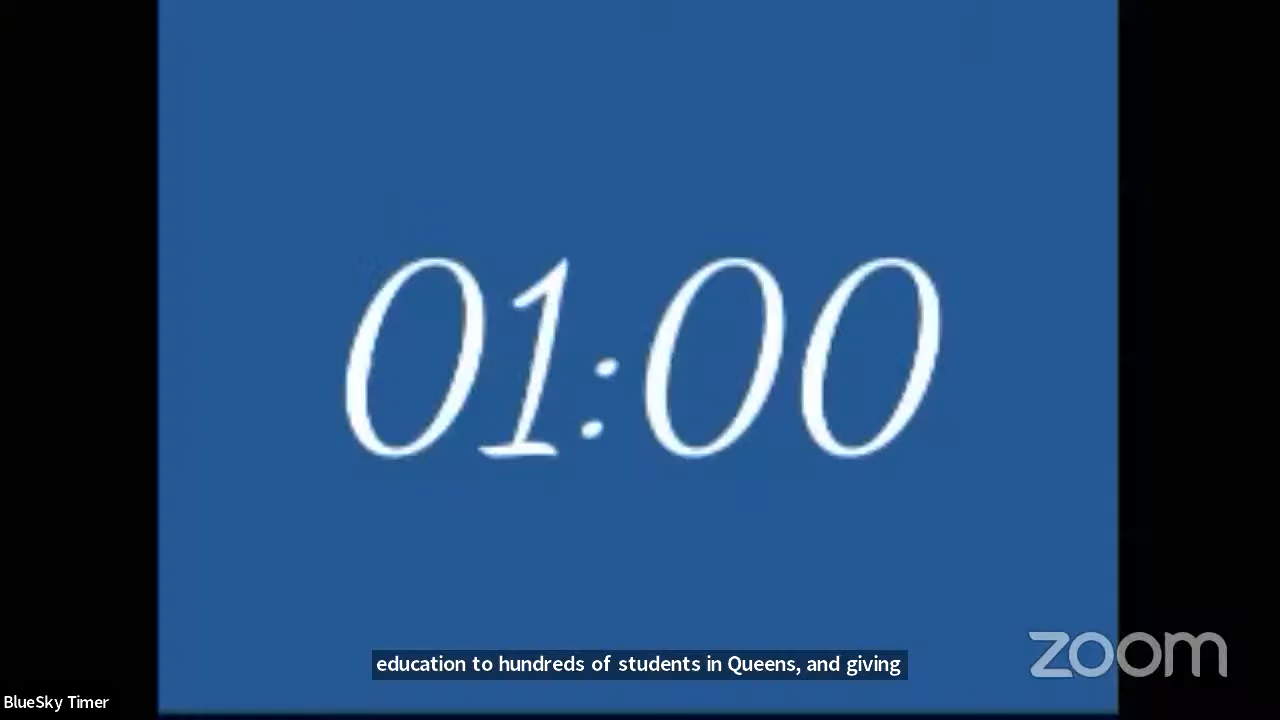 01:00
education to hundreds of students in Queens, and giving
zoom
BlueSky Timer